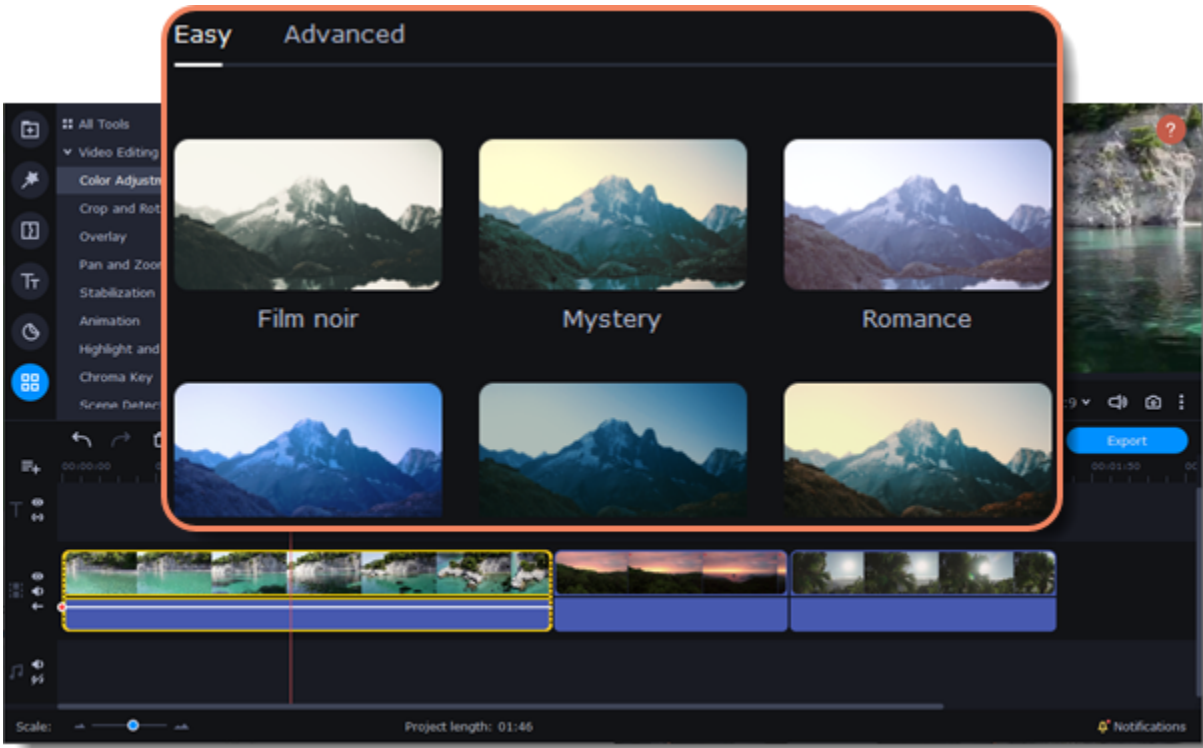 Easy Advanced
Film noir Mystery Romance
All Tools
Video Editing
Color Adjustm
Crop and Rot
Overlay
Pan and Zoom
Stabilization
Animation
Highlight and
Chroma Key
Scene Detec
?
:9
Export
00:00:00
00:01:50
Scale:
Project length: 01:46
Notifications